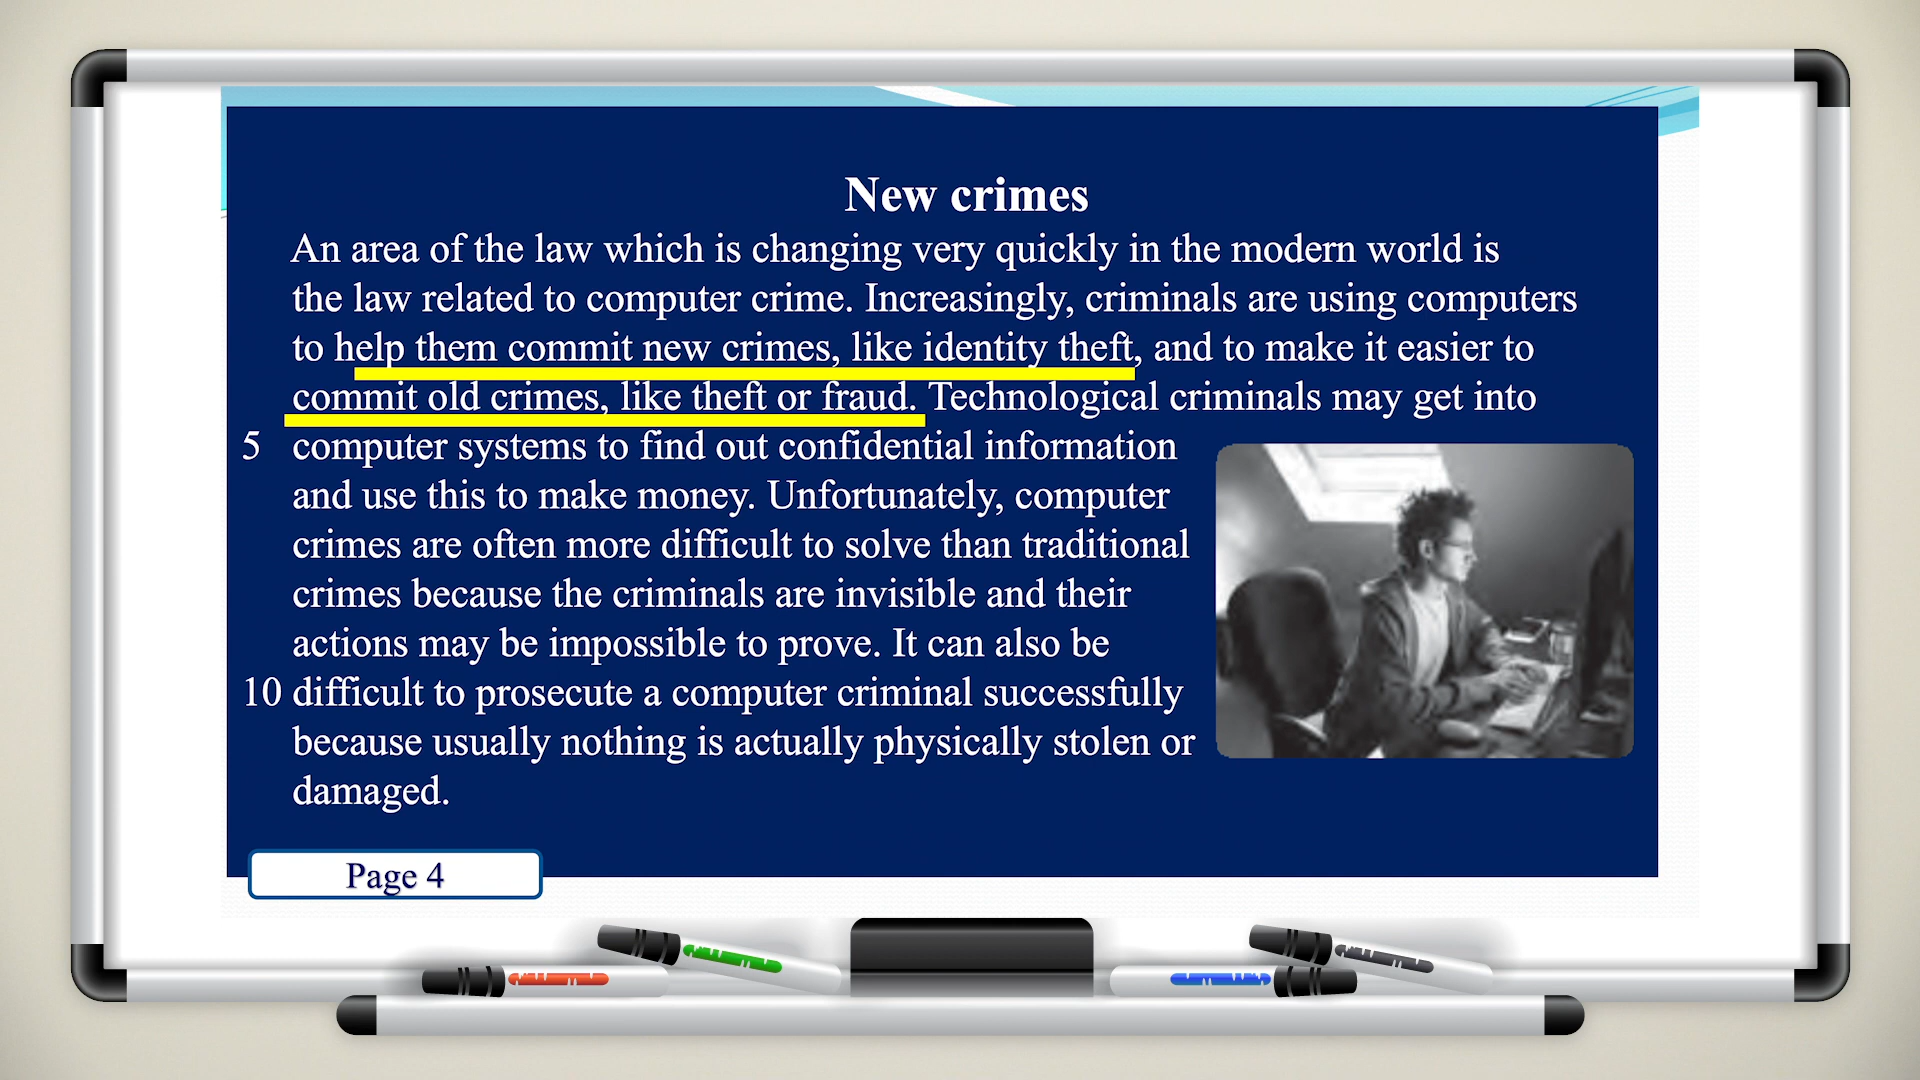 New crimes
An area of the law which is changing very quickly in the modern world is
the law related to computer crime. Increasingly, criminals are using computers
to help them commit new crimes, like identity theft, and to make it easier to
commit old crimes, like theft or fraud. Technological criminals may get into
5 computer systems to find out confidential information
and use this to make money. Unfortunately, computer
crimes are often more difficult to solve than traditional
crimes because the criminals are invisible and their
actions may be impossible to prove. It can also be
10 difficult to prosecute a computer criminal successfully
because usually nothing is actually physically stolen or
damaged.
Page 4